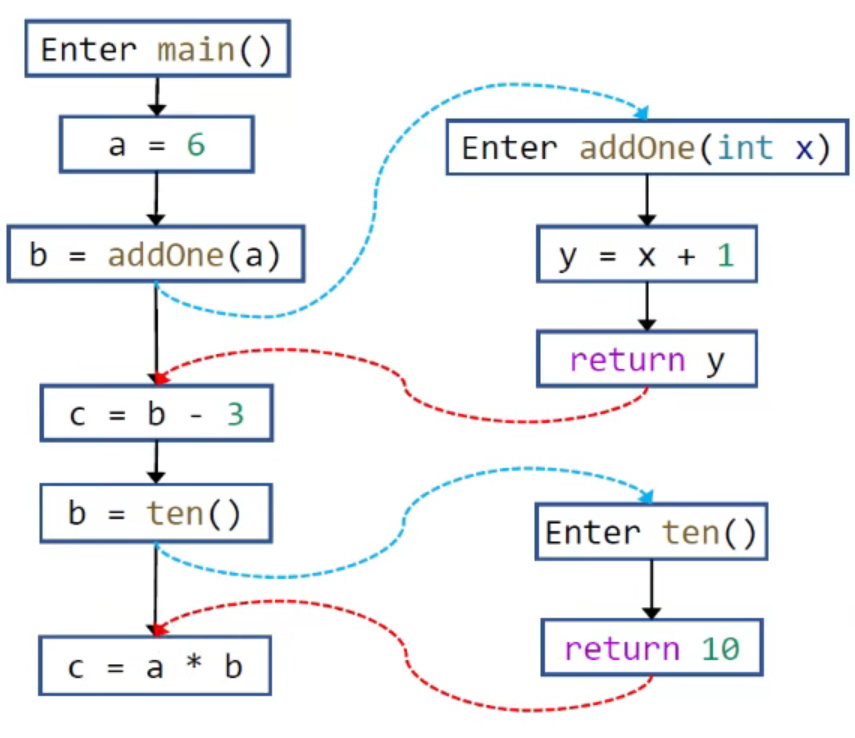 Enter main()
a = 6
b = addOne(a)
c = b - 3
b = ten()
c = a * b
Enter addOne(int x)
y = x + 1
return y
Enter ten()
return 10